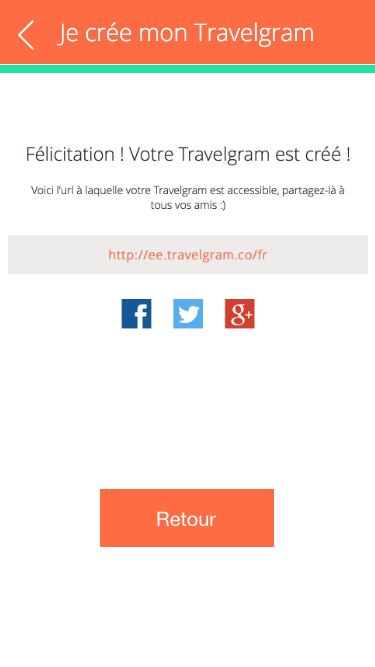 Je crée mon Travelgram
Félicitation ! Votre Travelgram est créé !
Voici l'url à laquelle votre Travelgram est accessible, partagez-là à
tous vos amis :)
http://ee.travelgram.co/fr
Retour